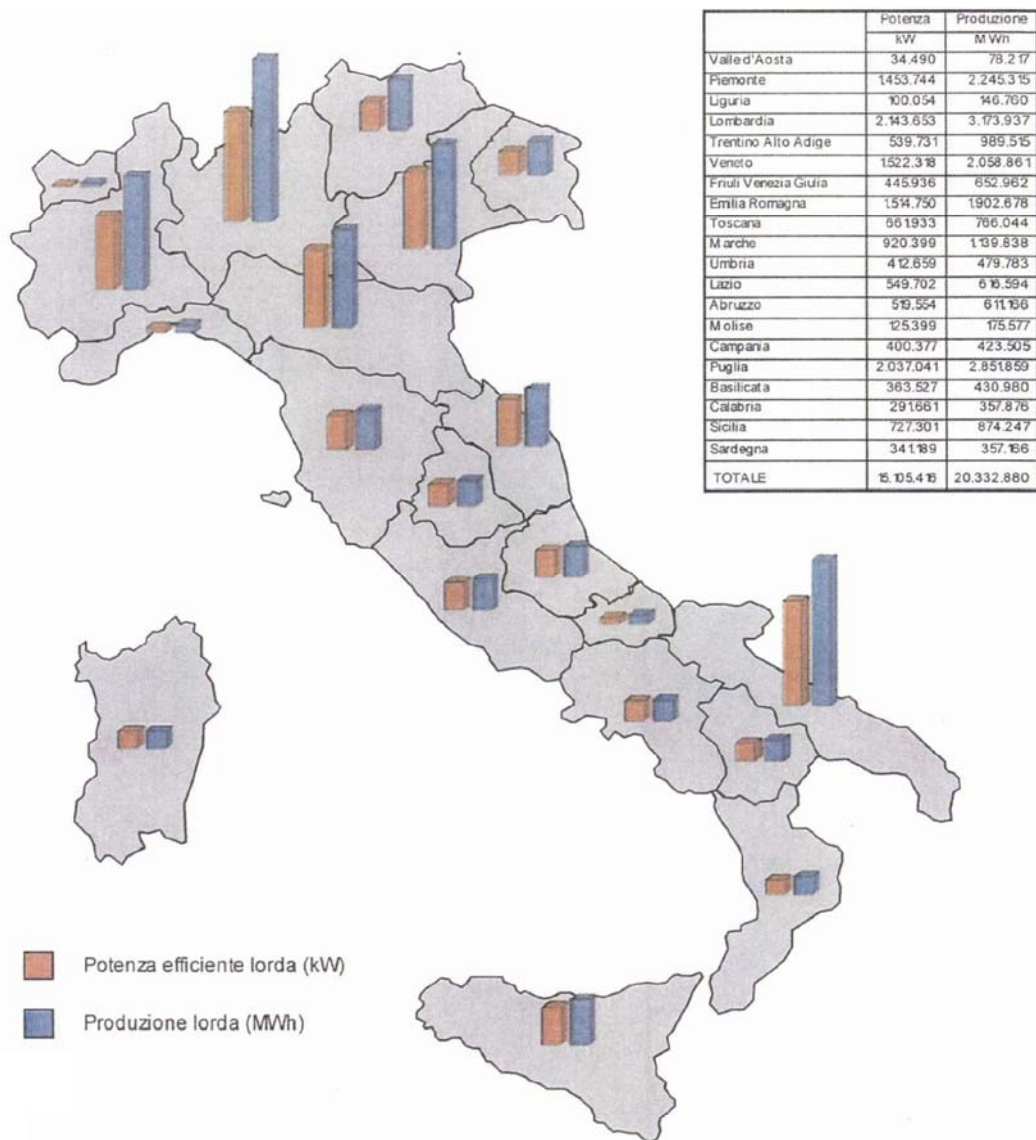 Potenza Produzione
kW MWh
Valle d'Aosta 34.490 78.217
Piemonte 1.453.744 2.245.315
Liguria 100.054 146.760
Lombardia 2.143.653 3.173.937
Trentino Alto Adige 539.731 989.515
Veneto 1.522.318 2.058.861
Friuli Venezia Giulia 445.936 652.962
Emilia Romagna 1.514.750 1.902.678
Toscana 661.933 766.044
Marche 920.399 1.139.838
Umbria 412.659 479.783
Lazio 549.702 616.594
Abruzzo 519.554 611.166
Molise 125.399 175.577
Campania 400.377 423.505
Puglia 2.037.041 2.851.859
Basilicata 363.527 430.980
Calabria 291.661 357.876
Sicilia 727.301 874.247
Sardegna 341.189 357.166
TOTALE 15.105.418 20.332.880
Potenza efficiente lorda (kW)
Produzione lorda (MWh)